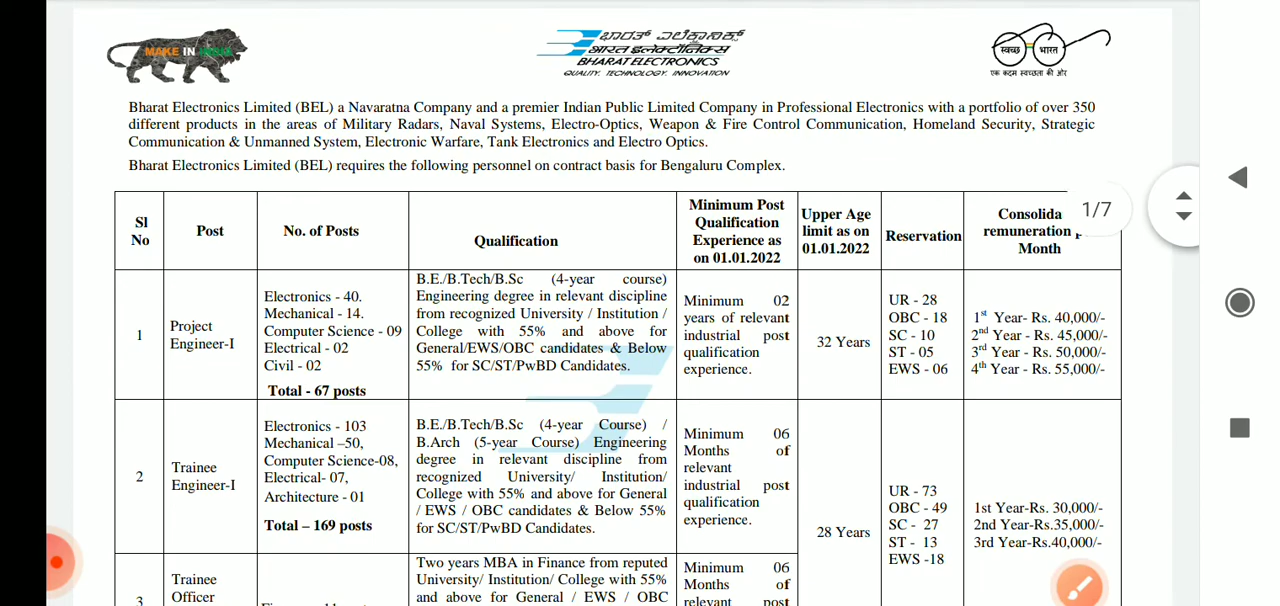 MAKE IN INDIA
ಭಾರತ್ ಎಲೆಕ್ಟ್ರಾನಿಕ್ಸ್
भारत इलेक्ट्रॉनिक्स
BHARAT ELECTRONICS
QUALITY. TECHNOLOGY. INNOVATION
स्वच्छ भारत
एक कदम स्वच्छता की ओर
Bharat Electronics Limited (BEL) a Navaratna Company and a premier Indian Public Limited Company in Professional Electronics with a portfolio of over 350
different products in the areas of Military Radars, Naval Systems, Electro-Optics, Weapon & Fire Control Communication, Homeland Security, Strategic
Communication & Unmanned System, Electronic Warfare, Tank Electronics and Electro Optics.
Bharat Electronics Limited (BEL) requires the following personnel on contract basis for Bengaluru Complex.
1/7
Sl
No
Post
No. of Posts
Qualification
Minimum Post
Qualification
Experience as
on 01.01.2022
Upper Age
limit as on
01.01.2022
Reservation
Consolida
remuneration
Month
1
Project
Engineer-I
Electronics - 40.
Mechanical - 14.
Computer Science - 09
Electrical - 02
Civil - 02
Total - 67 posts
B.E./B.Tech/B.Sc (4-year course)
Engineering degree in relevant discipline
from recognized University / Institution /
College with 55% and above for
General/EWS/OBC candidates & Below
55% for SC/ST/PwBD Candidates.
Minimum 02
years of relevant
industrial post
qualification
experience.
32 Years
UR - 28
OBC - 18
SC - 10
ST - 05
EWS - 06
1st Year- Rs. 40,000/-
2nd Year - Rs. 45,000/-
3rd Year - Rs. 50,000/-
4th Year - Rs. 55,000/-
2
Trainee
Engineer-I
Electronics - 103
Mechanical –50,
Computer Science-08,
Electrical- 07,
Architecture - 01
Total – 169 posts
B.E./B.Tech/B.Sc (4-year Course) /
B.Arch (5-year Course) Engineering
degree in relevant discipline from
recognized University/ Institution/
College with 55% and above for General
/ EWS / OBC candidates & Below 55%
for SC/ST/PwBD Candidates.
Minimum 06
Months of
relevant
industrial post
qualification
experience.
28 Years
UR - 73
OBC - 49
SC - 27
ST - 13
EWS -18
1st Year-Rs. 30,000/-
2nd Year-Rs.35,000/-
3rd Year-Rs.40,000/-
3
Trainee
Officer
Two years MBA in Finance from reputed
University/ Institution/ College with 55%
and above for General / EWS / OBC
Minimum 06
Months of
relevant post